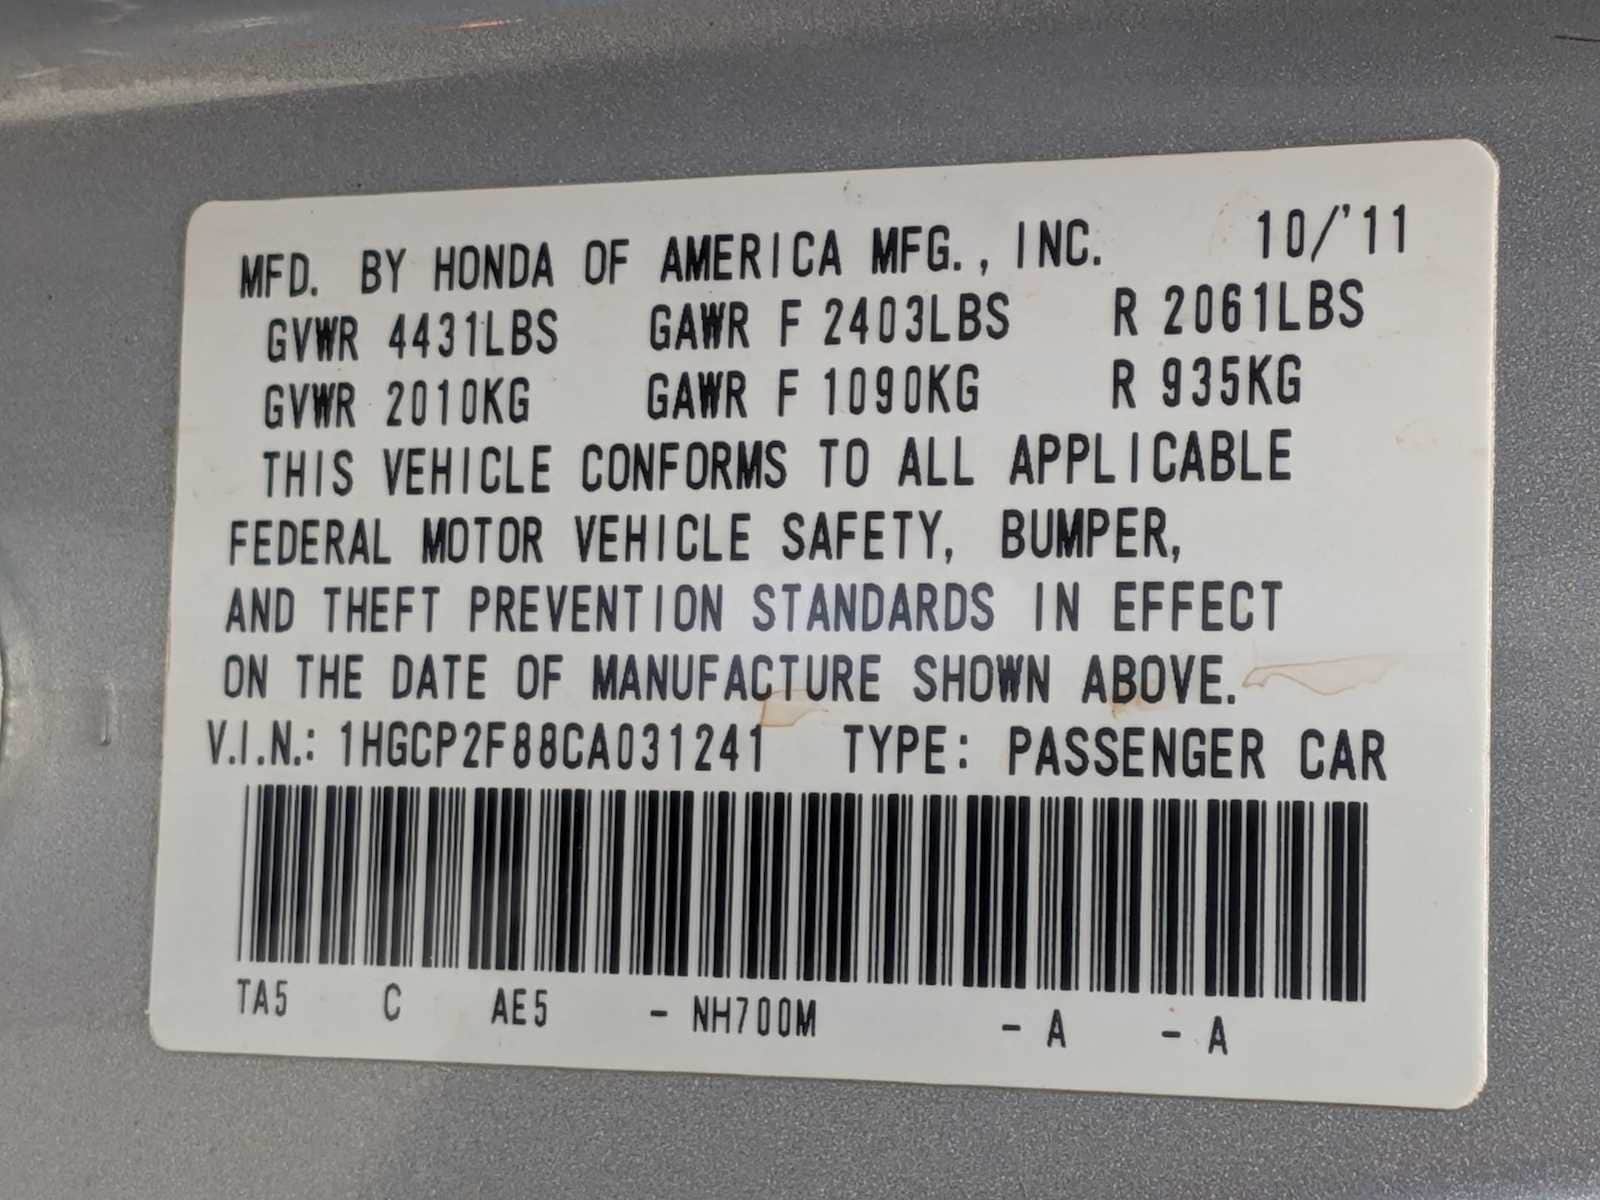 MFD. BY HONDA OF AMERICA MFG., INC. 10/'11
GVWR 4431LBS GAWR F 2403LBS R 2061LBS
GVWR 2010KG GAWR F 1090KG R 935KG
THIS VEHICLE CONFORMS TO ALL APPLICABLE
FEDERAL MOTOR VEHICLE SAFETY, BUMPER,
AND THEFT PREVENTION STANDARDS IN EFFECT
ON THE DATE OF MANUFACTURE SHOWN ABOVE.
V.I.N.: 1HGCP2F88CA031241 TYPE: PASSENGER CAR
TA5 C AE5 - NH700M - A - A